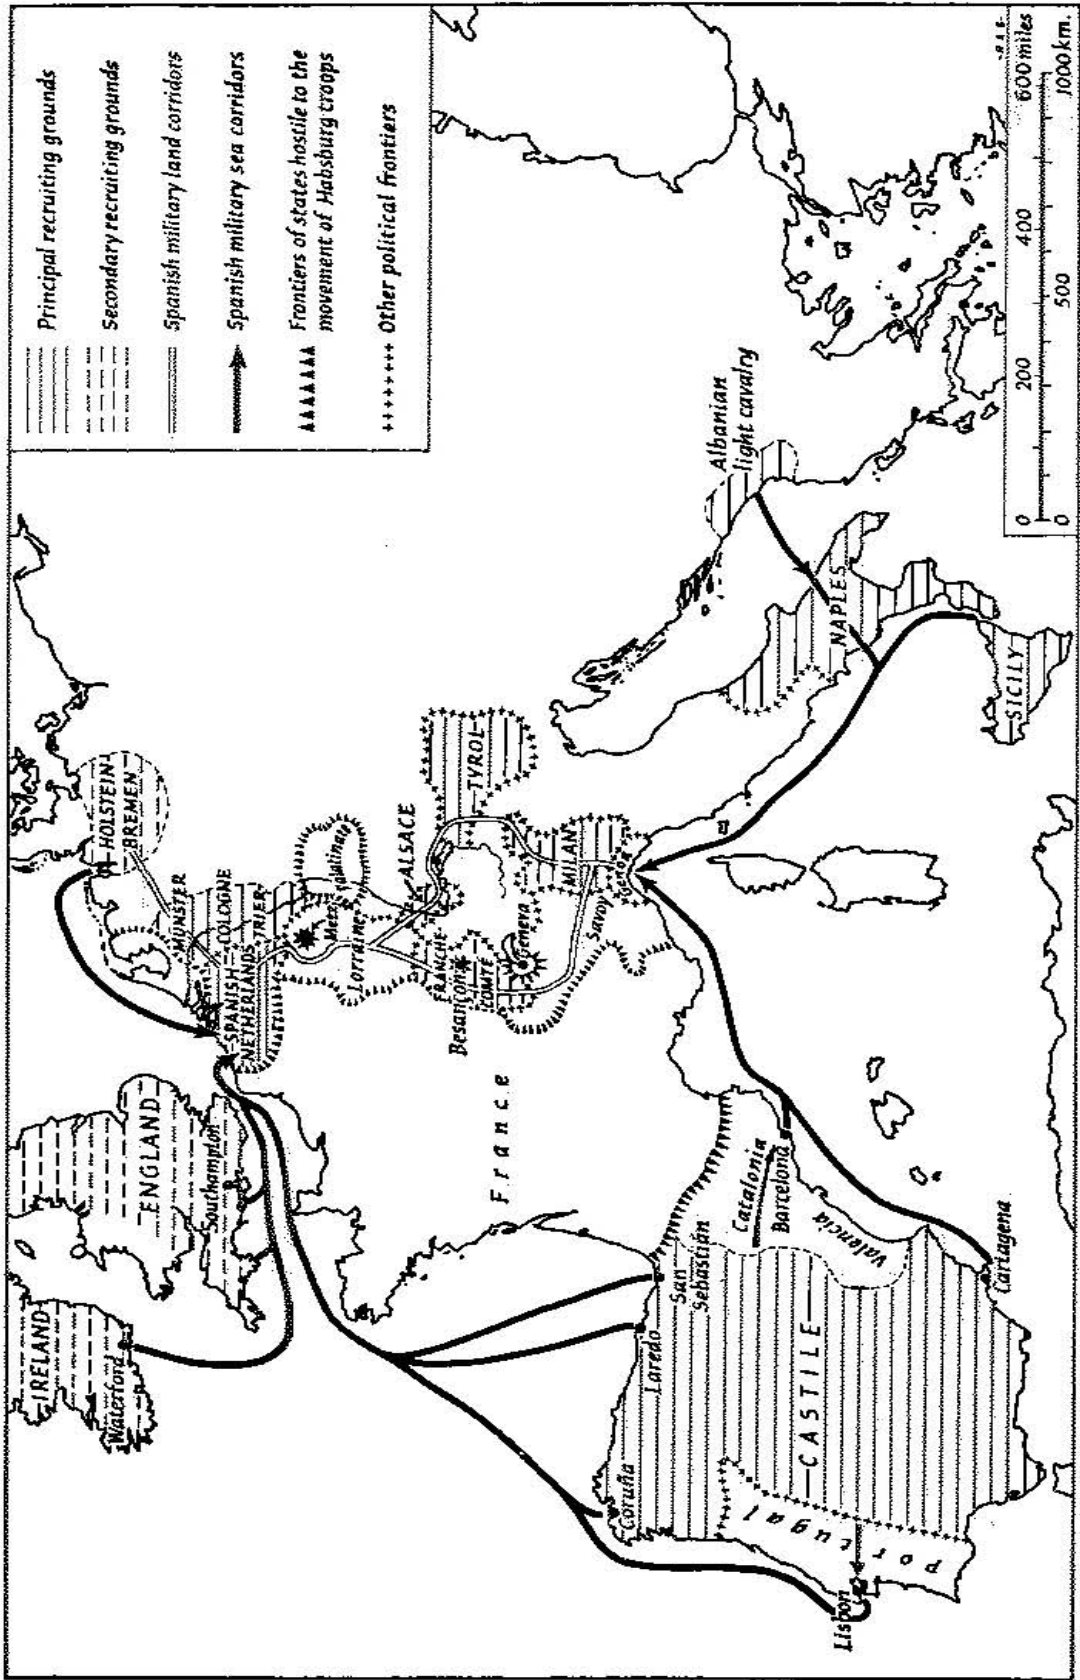 Principal recruiting grounds
Secondary recruiting grounds
Spanish military land corridors
Spanish military sea corridors
Frontiers of states hostile to the
movement of Habsburg troops
Other political frontiers
IRELAND
Waterford
ENGLAND
Southampton
HOLSTEIN
BREMEN
MÜNSTER
COLOGNE
SPANISH
NETHERLANDS
TRIER
Metz
Palatinate
Lorraine
ALSACE
FRANCHE
Besançon
COMTE
Geneva
TYROL
MILAN
Savoy
Genoa
France
Coruña
Laredo
San
Sebastián
Catalonia
Barcelona
Valencia
CASTILE
Portugal
Lisbon
Cartagena
NAPLES
SICILY
Albanian
light cavalry
0 200 400 600 miles
0 500 1000 km.